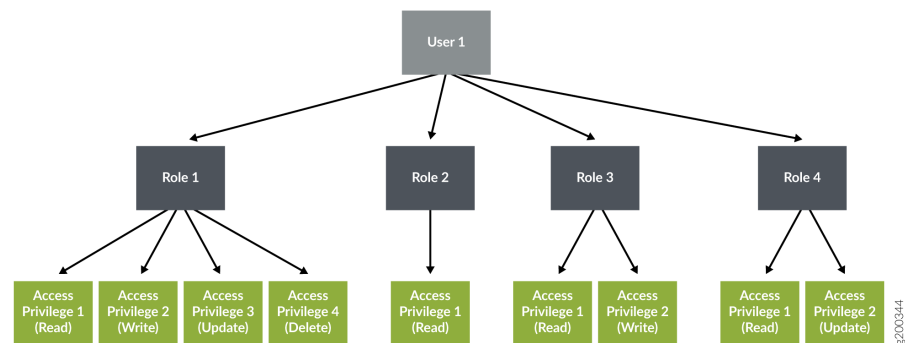 User 1
Role 1
Role 2
Role 3
Role 4
Access
Privilege 1
(Read)
Access
Privilege 2
(Write)
Access
Privilege 3
(Update)
Access
Privilege 4
(Delete)
Access
Privilege 1
(Read)
Access
Privilege 1
(Read)
Access
Privilege 2
(Write)
Access
Privilege 1
(Read)
Access
Privilege 2
(Update)
g200344